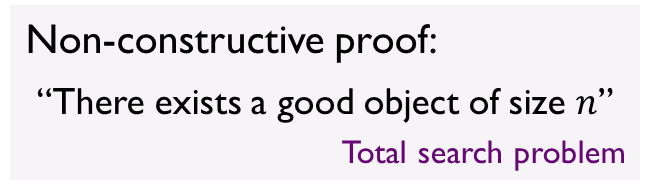 Non-constructive proof:
“There exists a good object of size n”
Total search problem